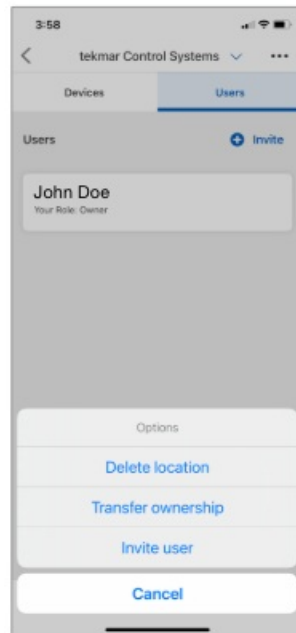 3:58
tekmar Control Systems
Devices Users
Users Invite
John Doe
Your Role: Owner
Options
Delete location
Transfer ownership
Invite user
Cancel